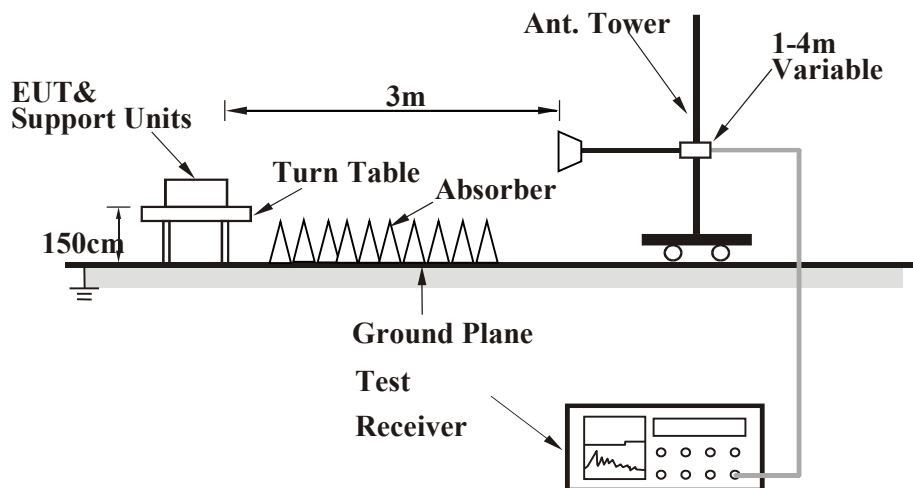 Ant. Tower
1-4m
Variable
EUT&
Support Units
3m
Turn Table
Absorber
150cm
Ground Plane
Test
Receiver